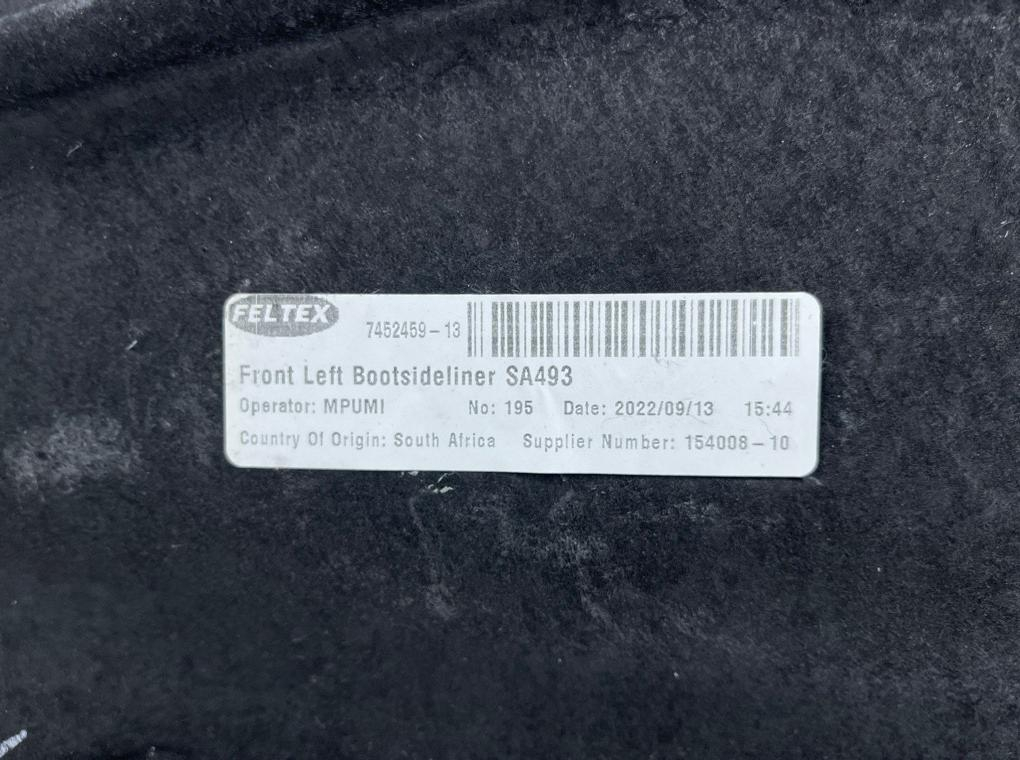 FELTEX
7452459-13
Front Left Bootsideliner SA493
Operator: MPUMI No: 195 Date: 2022/09/13 15:44
Country Of Origin: South Africa Supplier Number: 154008-10